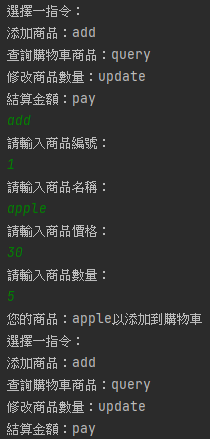 選擇一指令：
添加商品：add
查詢購物車商品：query
修改商品數量：update
結算金額：pay
add
請輸入商品編號：
1
請輸入商品名稱：
apple
請輸入商品價格：
30
請輸入商品數量：
5
您的商品：apple以添加到購物車
選擇一指令：
添加商品：add
查詢購物車商品：query
修改商品數量：update
結算金額：pay